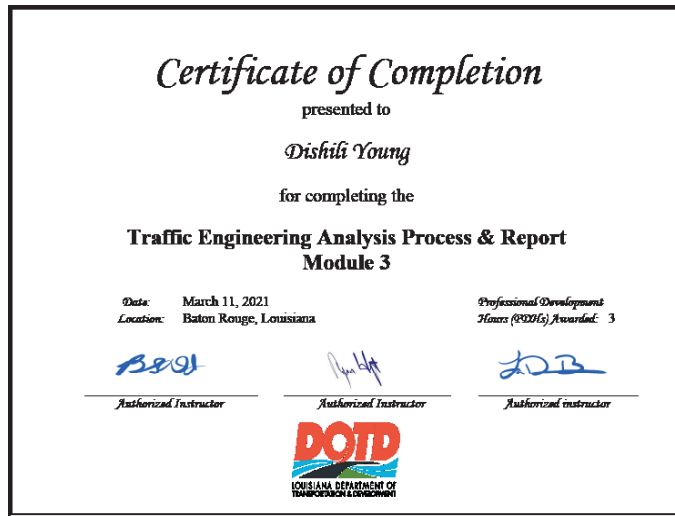 Certificate of Completion
presented to
Dishili Young
for completing the
Traffic Engineering Analysis Process & Report
Module 3
Date: March 11, 2021
Location: Baton Rouge, Louisiana
Professional Development
Hours (PDHs) Awarded: 3
Authorized Instructor
Authorized Instructor
Authorized instructor
DOTD
LOUISIANA DEPARTMENT OF
TRANSPORTATION & DEVELOPMENT